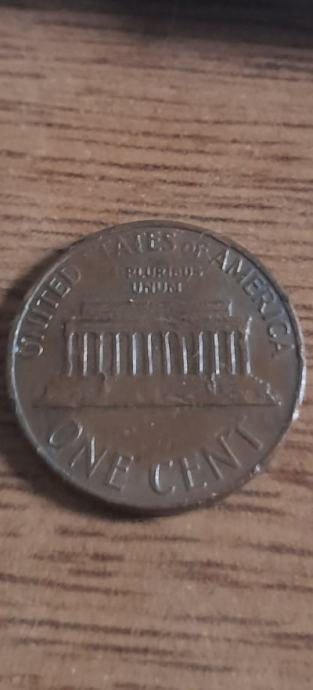 UNITED STATES OF AMERICA
E PLURIBUS
UNUM
ONE CENT